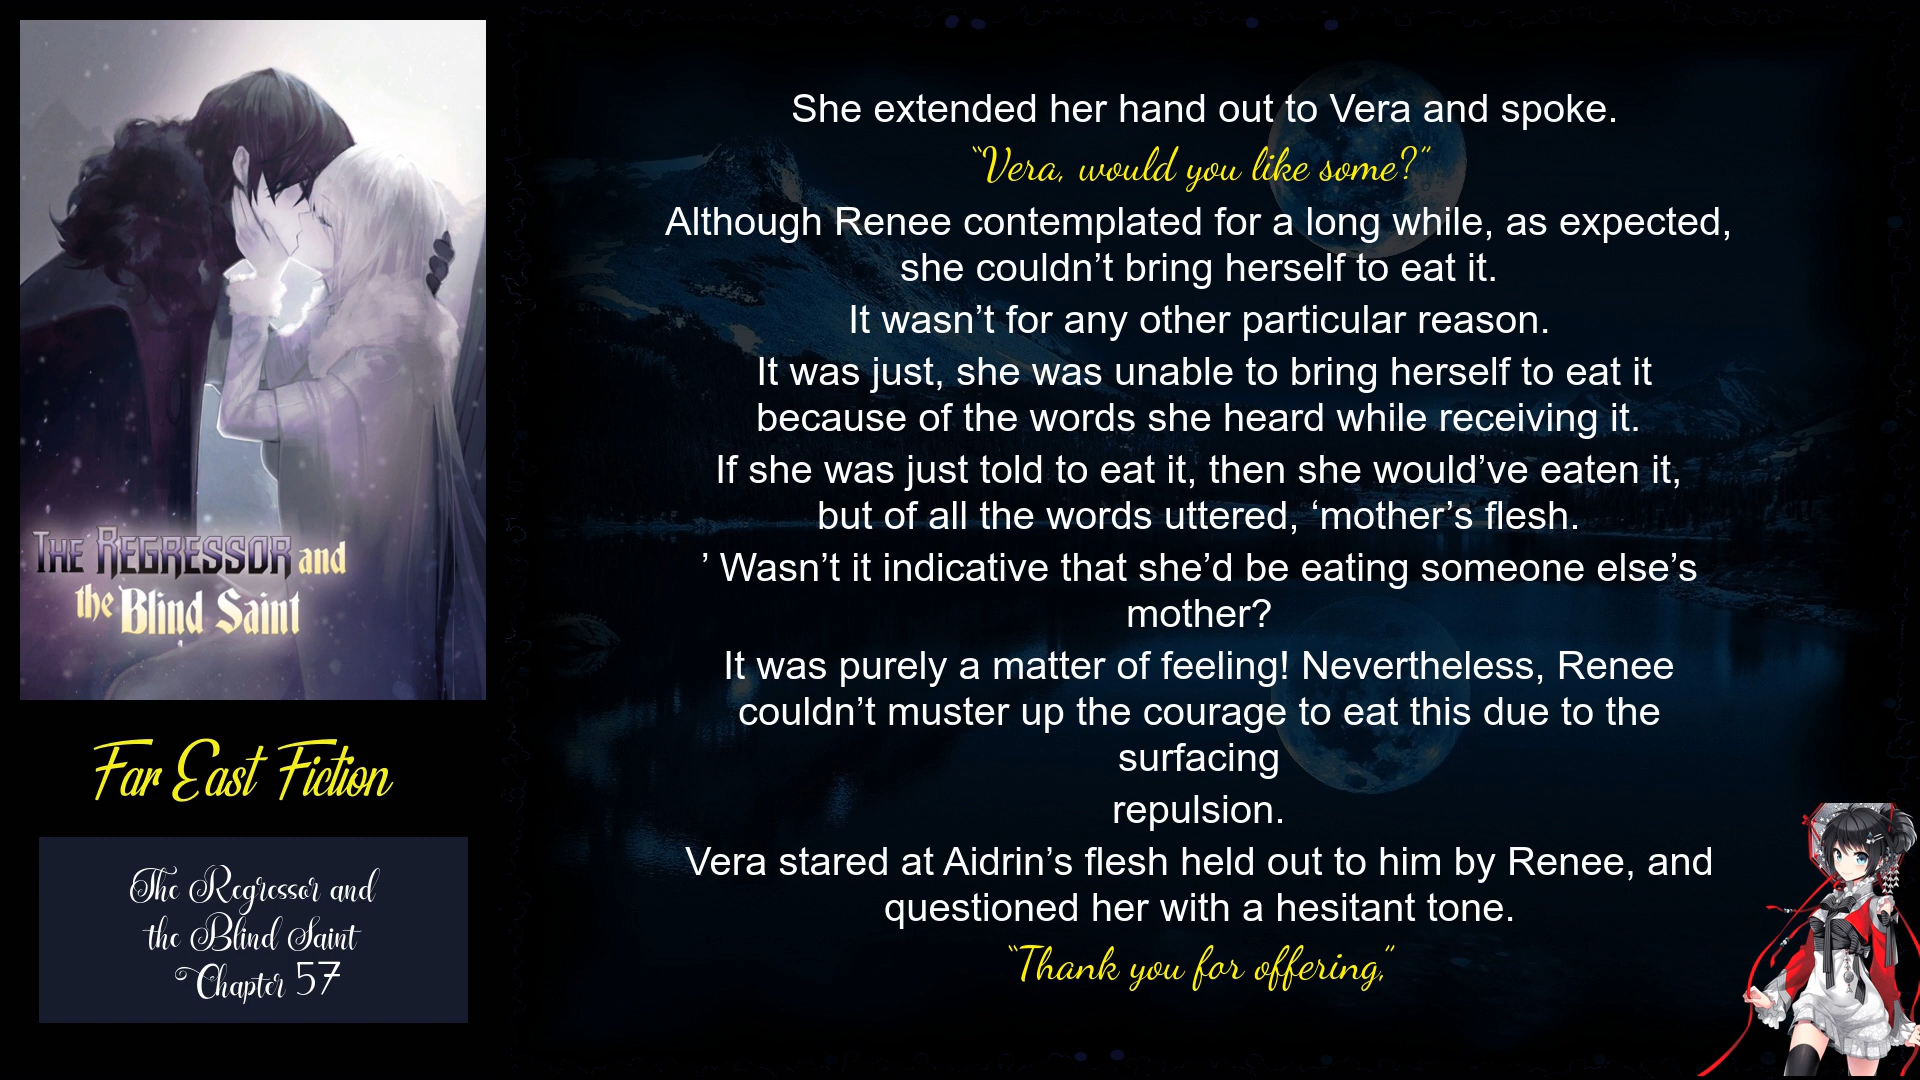 THE REGRESSOR and
the Blind Saint
Far East Fiction
The Regressor and
the Blind Saint
Chapter 57
She extended her hand out to Vera and spoke.
“Vera, would you like some?”
Although Renee contemplated for a long while, as expected,
she couldn’t bring herself to eat it.
It wasn’t for any other particular reason.
It was just, she was unable to bring herself to eat it
because of the words she heard while receiving it.
If she was just told to eat it, then she would’ve eaten it,
but of all the words uttered, ‘mother’s flesh.
’ Wasn’t it indicative that she’d be eating someone else’s
mother?
It was purely a matter of feeling! Nevertheless, Renee
couldn’t muster up the courage to eat this due to the
surfacing
repulsion.
Vera stared at Aidrin’s flesh held out to him by Renee, and
questioned her with a hesitant tone.
“Thank you for offering,”